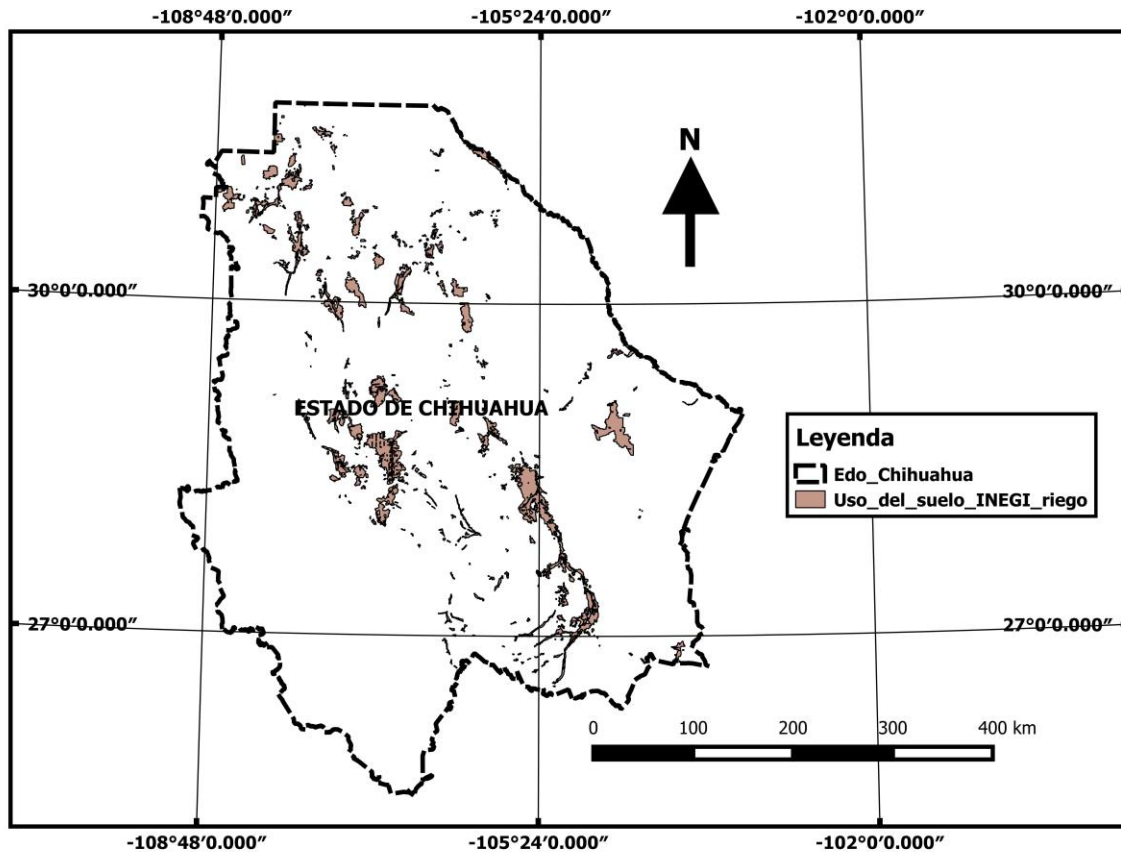 -108°48′0.000″ -105°24′0.000″ -102°0′0.000″
N
30°0′0.000″ 30°0′0.000″
ESTADO DE CHIHUAHUA
Leyenda
Edo_Chihuahua
Uso_del_suelo_INEGI_riego
27°0′0.000″ 27°0′0.000″
0 100 200 300 400 km
-108°48′0.000″ -105°24′0.000″ -102°0′0.000″